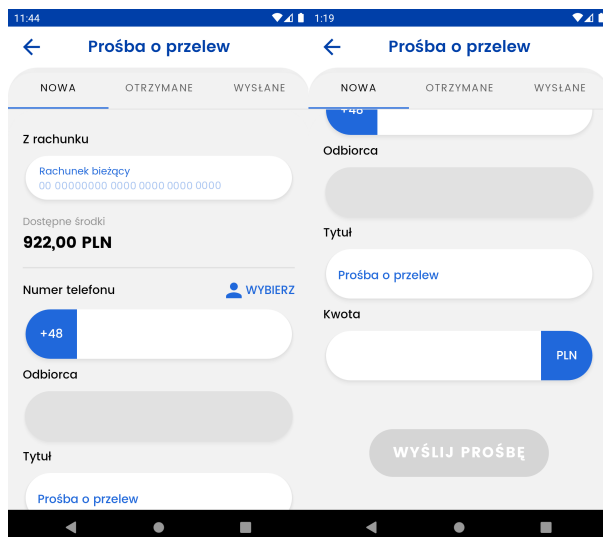 11:44
Prośba o przelew
NOWA OTRZYMANE WYSŁANE
Z rachunku
Rachunek bieżący
00 00000000 0000 0000 0000 0000
Dostępne środki
922,00 PLN
Numer telefonu WYBIERZ
+48
Odbiorca
Tytuł
Prośba o przelew
1:19
Prośba o przelew
NOWA OTRZYMANE WYSŁANE
+48
Odbiorca
Tytuł
Prośba o przelew
Kwota
PLN
WYŚLIJ PROŚBĘ